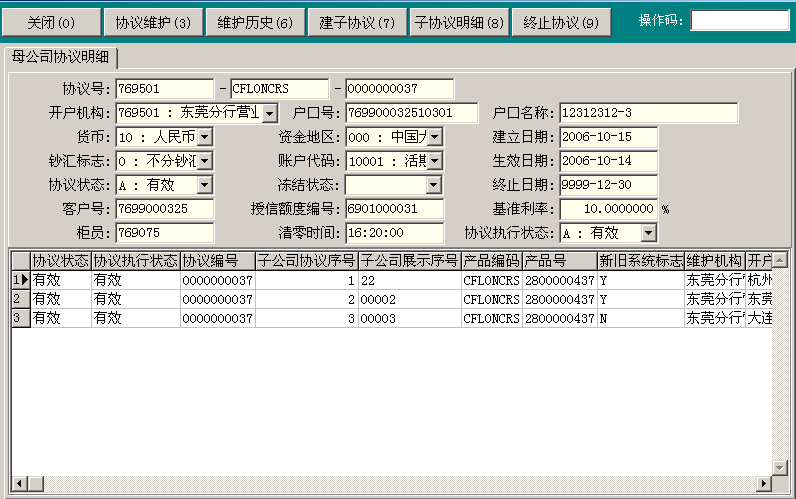 关闭(0) 协议维护(3) 维护历史(6) 建子协议(7) 子协议明细(8) 终止协议(9) 操作码:
母公司协议明细
协议号: 769501 - CFLONCRS - 0000000037
开户机构: 769501 : 东莞分行营业 户口号: 769900032510301 户口名称: 12312312-3
货币: 10 : 人民币 资金地区: 000 : 中国大 建立日期: 2006-10-15
钞汇标志: 0 : 不分钞汇 账户代码: 10001 : 活期 生效日期: 2006-10-14
协议状态: A : 有效 冻结状态: 终止日期: 9999-12-30
客户号: 7699000325 授信额度编号: 6901000031 基准利率: 10.0000000 %
柜员: 769075 清零时间: 16:20:00 协议执行状态: A : 有效
协议状态 协议执行状态 协议编号 子公司协议序号 子公司展示序号 产品编码 产品号 新旧系统标志 维护机构 开户
1 有效 有效 0000000037 1 22 CFLONCRS 2800000437 Y 东莞分行 杭州
2 有效 有效 0000000037 2 00002 CFLONCRS 2800000437 Y 东莞分行 东莞
3 有效 有效 0000000037 3 00003 CFLONCRS 2800000437 N 东莞分行 大连